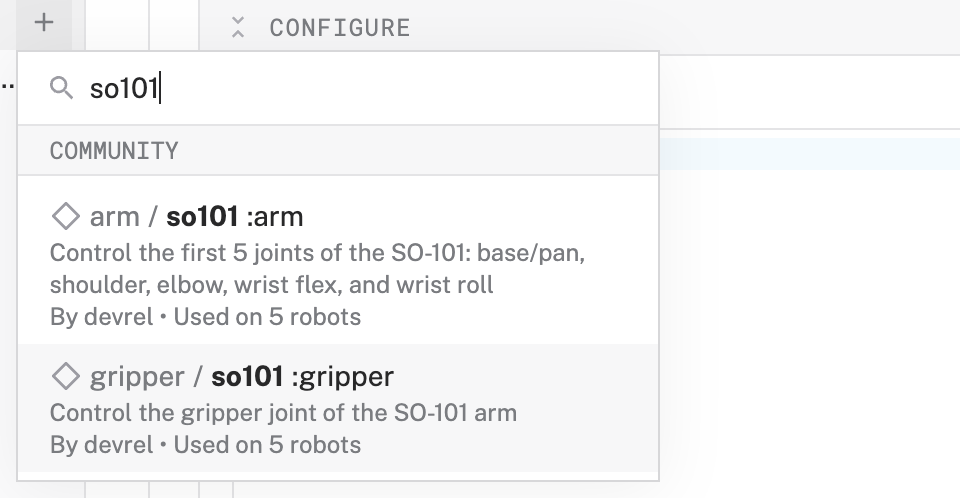 +
CONFIGURE
..
so101
COMMUNITY
arm / so101 :arm
Control the first 5 joints of the SO-101: base/pan,
shoulder, elbow, wrist flex, and wrist roll
By devrel • Used on 5 robots
gripper / so101 :gripper
Control the gripper joint of the SO-101 arm
By devrel • Used on 5 robots